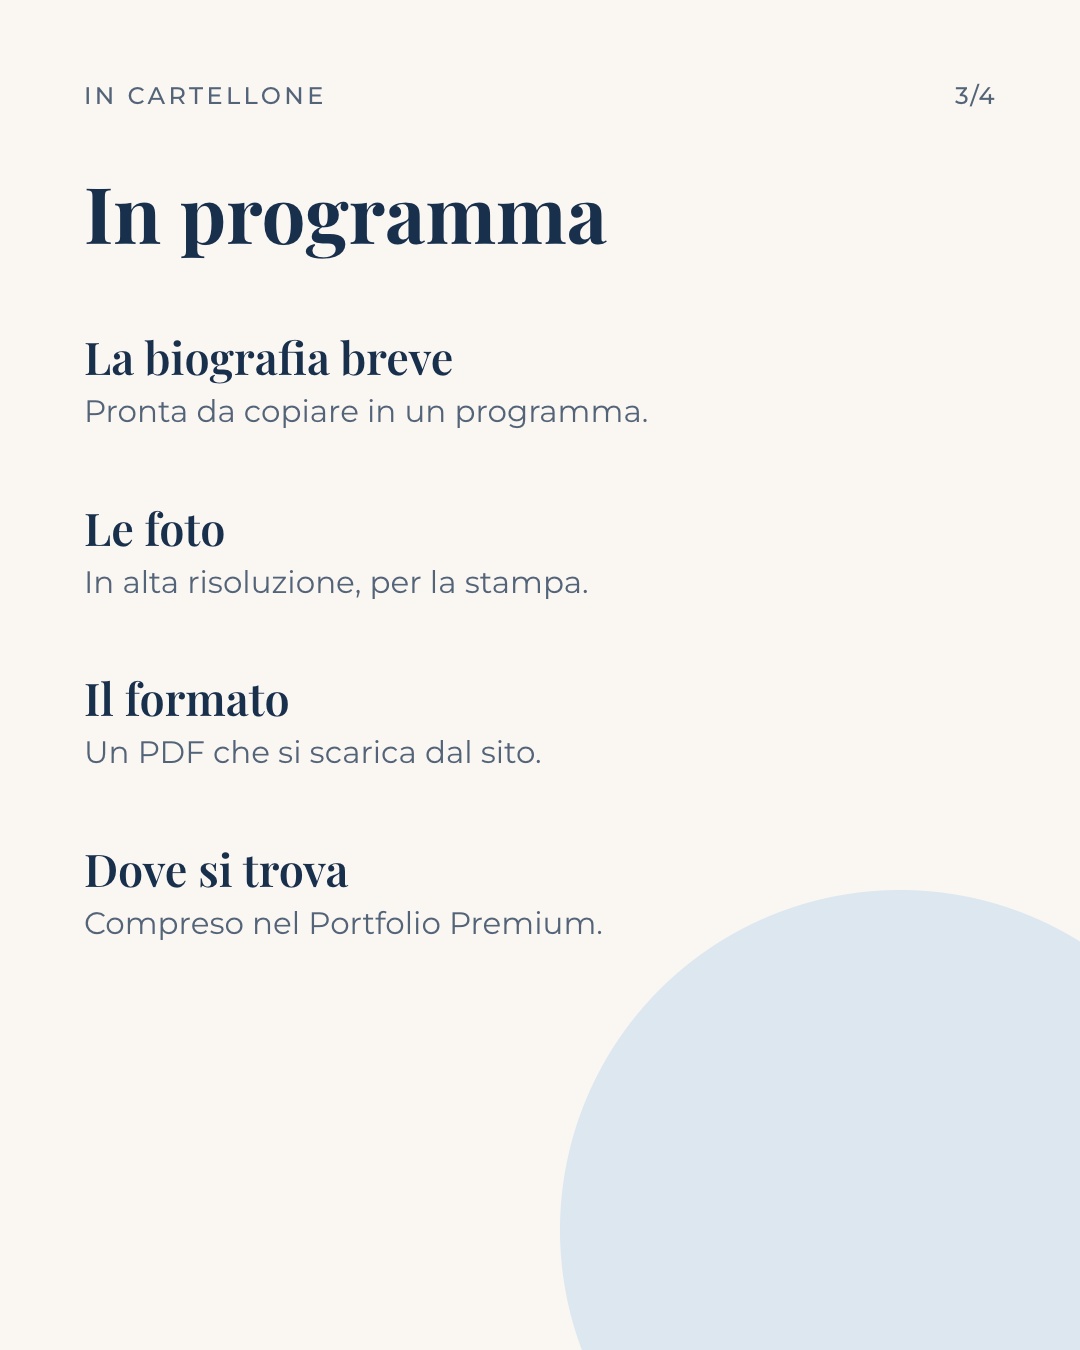 IN CARTELLONE
3/4
In programma
La biografia breve
Pronta da copiare in un programma.
Le foto
In alta risoluzione, per la stampa.
Il formato
Un PDF che si scarica dal sito.
Dove si trova
Compreso nel Portfolio Premium.